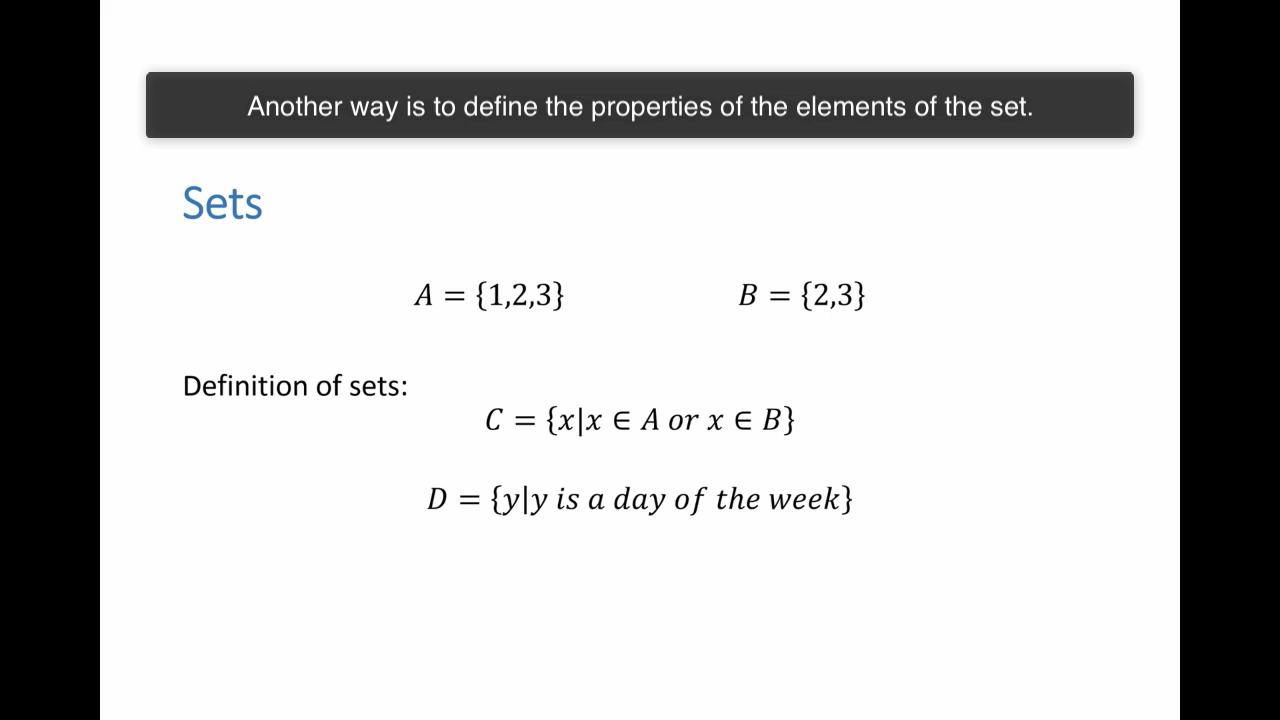 Another way is to define the properties of the elements of the set.
Sets
A = {1,2,3} B = {2,3}
Definition of sets:
C = {x|x ∈ A or x ∈ B}
D = {y|y is a day of the week}